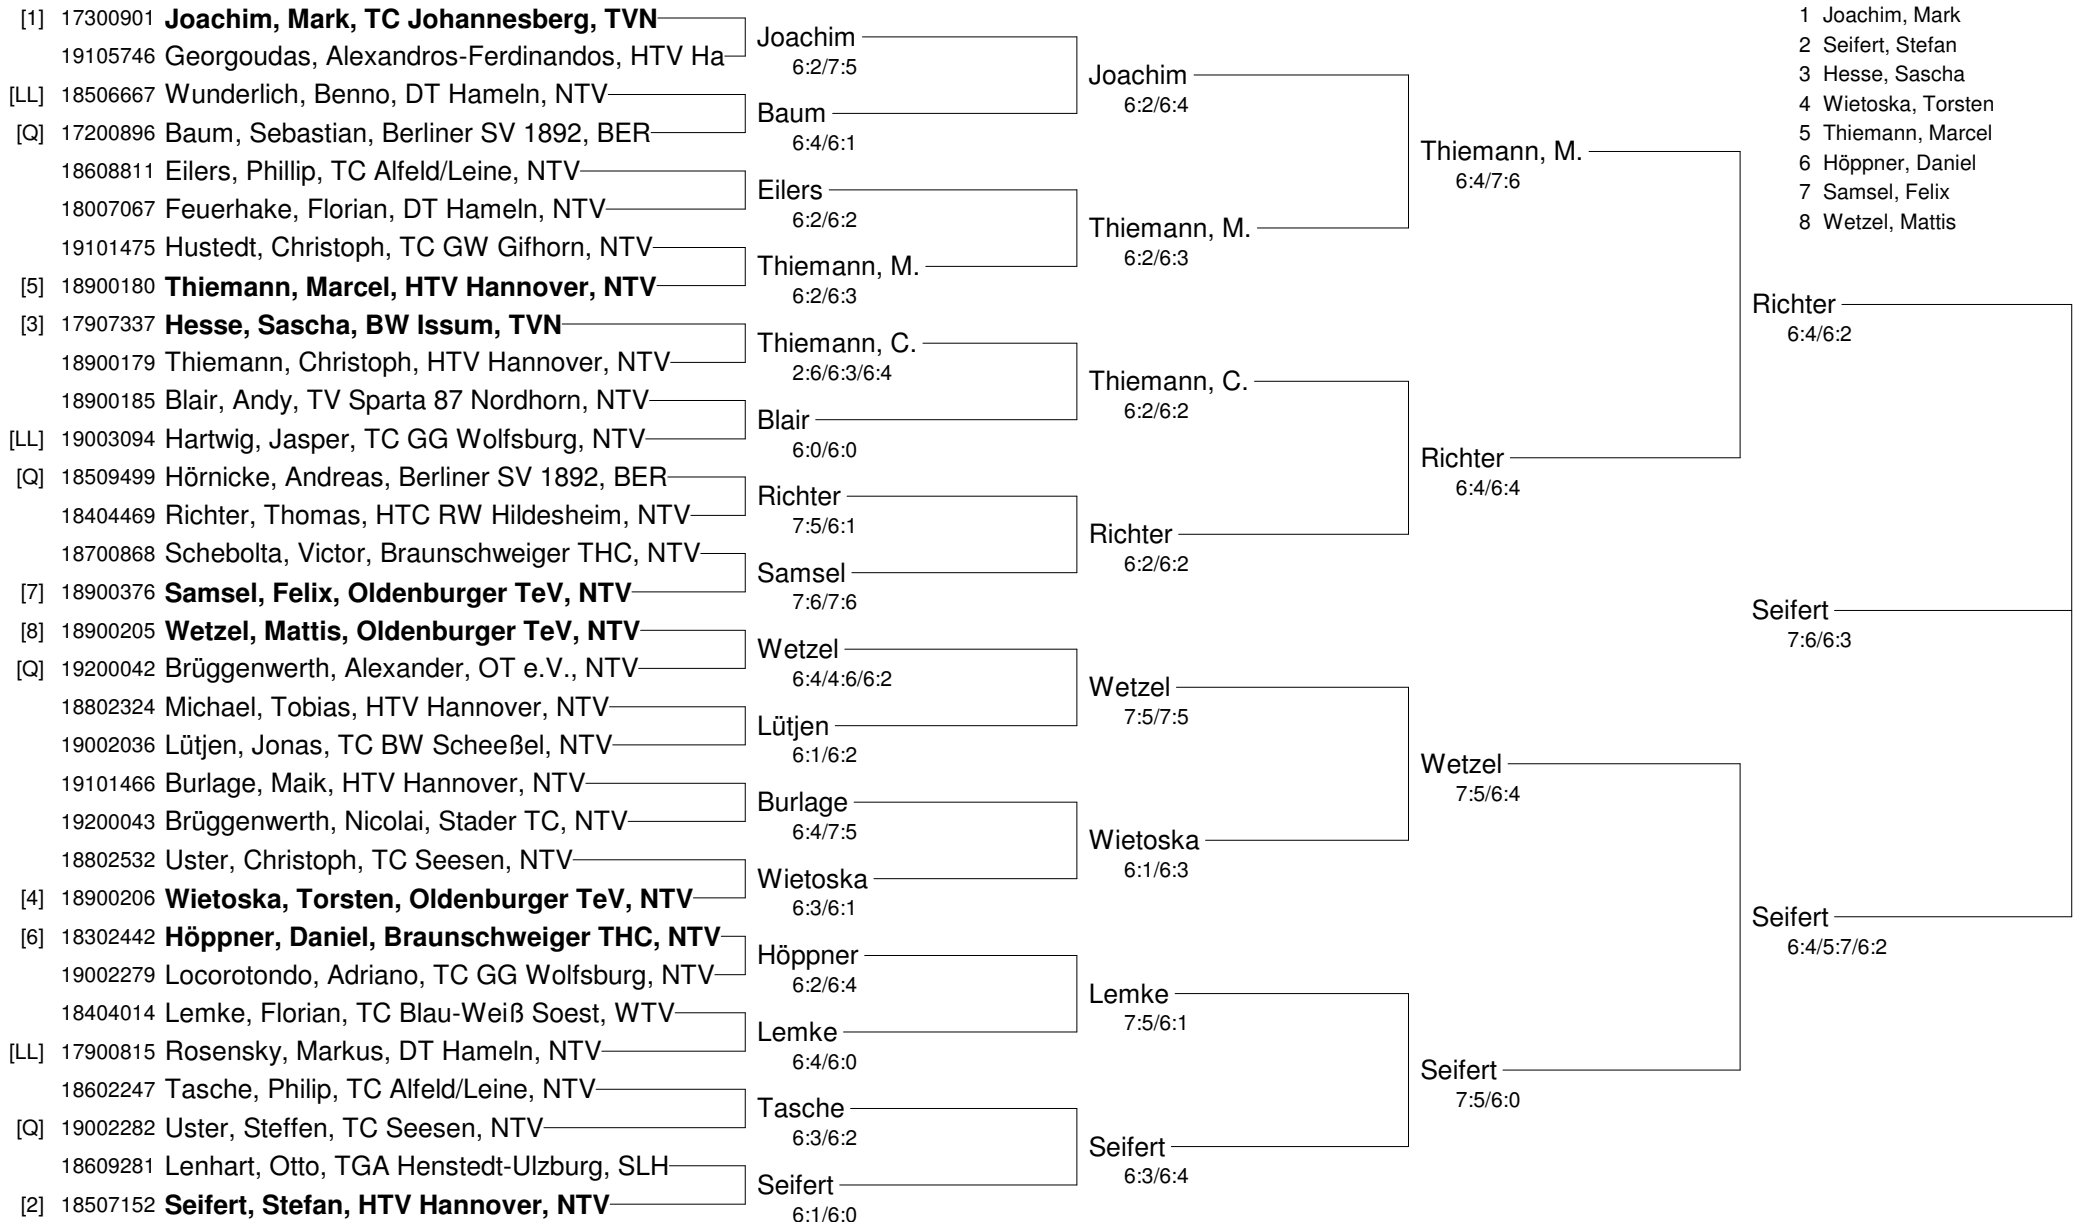 [1] 17300901 Joachim, Mark, TC Johannesberg, TVN
19105746 Georgoudas, Alexandros-Ferdinandos, HTV Ha
[LL] 18506667 Wunderlich, Benno, DT Hameln, NTV
[Q] 17200896 Baum, Sebastian, Berliner SV 1892, BER
18608811 Eilers, Phillip, TC Alfeld/Leine, NTV
18007067 Feuerhake, Florian, DT Hameln, NTV
19101475 Hustedt, Christoph, TC GW Gifhorn, NTV
[5] 18900180 Thiemann, Marcel, HTV Hannover, NTV
[3] 17907337 Hesse, Sascha, BW Issum, TVN
18900179 Thiemann, Christoph, HTV Hannover, NTV
18900185 Blair, Andy, TV Sparta 87 Nordhorn, NTV
[LL] 19003094 Hartwig, Jasper, TC GG Wolfsburg, NTV
[Q] 18509499 Hörnicke, Andreas, Berliner SV 1892, BER
18404469 Richter, Thomas, HTC RW Hildesheim, NTV
18700868 Schebolta, Victor, Braunschweiger THC, NTV
[7] 18900376 Samsel, Felix, Oldenburger TeV, NTV
[8] 18900205 Wetzel, Mattis, Oldenburger TeV, NTV
[Q] 19200042 Brüggenwerth, Alexander, OT e.V., NTV
18802324 Michael, Tobias, HTV Hannover, NTV
19002036 Lütjen, Jonas, TC BW Scheeßel, NTV
19101466 Burlage, Maik, HTV Hannover, NTV
19200043 Brüggenwerth, Nicolai, Stader TC, NTV
18802532 Uster, Christoph, TC Seesen, NTV
[4] 18900206 Wietoska, Torsten, Oldenburger TeV, NTV
[6] 18302442 Höppner, Daniel, Braunschweiger THC, NTV
19002279 Locorotondo, Adriano, TC GG Wolfsburg, NTV
18404014 Lemke, Florian, TC Blau-Weiß Soest, WTV
[LL] 17900815 Rosensky, Markus, DT Hameln, NTV
18602247 Tasche, Philip, TC Alfeld/Leine, NTV
[Q] 19002282 Uster, Steffen, TC Seesen, NTV
18609281 Lenhart, Otto, TGA Henstedt-Ulzburg, SLH
[2] 18507152 Seifert, Stefan, HTV Hannover, NTV
Joachim
6:2/7:5
Baum
6:4/6:1
Eilers
6:2/6:2
Thiemann, M.
6:2/6:3
Thiemann, C.
2:6/6:3/6:4
Blair
6:0/6:0
Richter
7:5/6:1
Samsel
7:6/7:6
Wetzel
6:4/4:6/6:2
Lütjen
6:1/6:2
Burlage
6:4/7:5
Wietoska
6:3/6:1
Höppner
6:2/6:4
Lemke
6:4/6:0
Tasche
6:3/6:2
Seifert
6:1/6:0
Joachim
6:2/6:4
Thiemann, M.
6:2/6:3
Thiemann, C.
6:2/6:2
Richter
6:2/6:2
Wetzel
7:5/7:5
Wietoska
6:1/6:3
Lemke
7:5/6:1
Seifert
6:3/6:4
Thiemann, M.
6:4/7:6
Richter
6:4/6:4
Wetzel
7:5/6:4
Seifert
7:5/6:0
Richter
6:4/6:2
Seifert
6:4/5:7/6:2
Seifert
7:6/6:3
1 Joachim, Mark
2 Seifert, Stefan
3 Hesse, Sascha
4 Wietoska, Torsten
5 Thiemann, Marcel
6 Höppner, Daniel
7 Samsel, Felix
8 Wetzel, Mattis